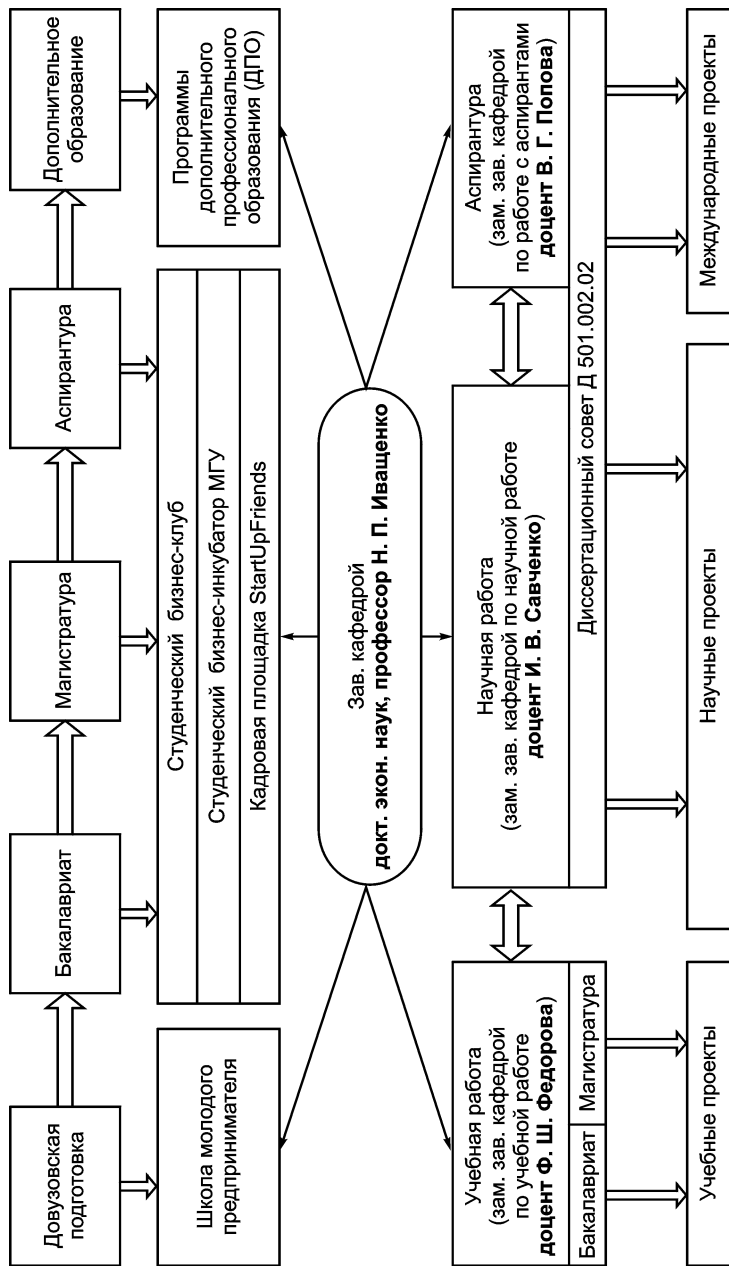 Довузовская
подготовка
Бакалавриат
Магистратура
Аспирантура
Дополнительное
образование
Школа молодого
предпринимателя
Студенческий бизнес-клуб
Студенческий бизнес-инкубатор МГУ
Кадровая площадка StartUpFriends
Программы
дополнительного
профессионального
образования (ДПО)
Зав. кафедрой
докт. экон. наук, профессор Н. П. Иващенко
Учебная работа
(зам. зав. кафедрой
по учебной работе
доцент Ф. Ш. Федорова)
Бакалавриат
Магистратура
Научная работа
(зам. зав. кафедрой по научной работе
доцент И. В. Савченко)
Аспирантура
(зам. зав. кафедрой
по работе с аспирантами
доцент В. Г. Попова)
Диссертационный совет Д 501.002.02
Учебные проекты
Научные проекты
Международные проекты